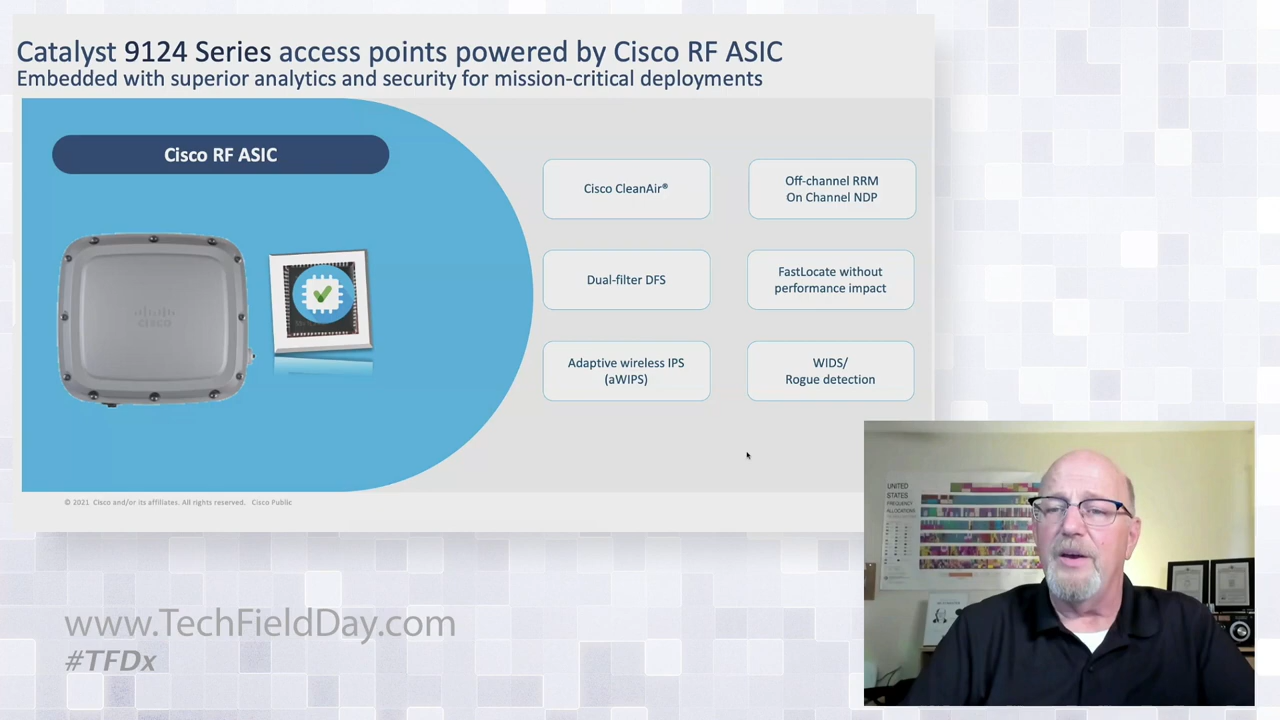 Catalyst 9124 Series access points powered by Cisco RF ASIC
Embedded with superior analytics and security for mission-critical deployments
Cisco RF ASIC
Cisco CleanAir®
Off-channel RRM
On Channel NDP
Dual-filter DFS
FastLocate without
performance impact
Adaptive wireless IPS
(aWIPS)
WIDS/
Rogue detection
CISCO
© 2021 Cisco and/or its affiliates. All rights reserved. Cisco Public
UNITED
STATES
FREQUENCY
ALLOCATIONS
www.TechFieldDay.com
#TFDx